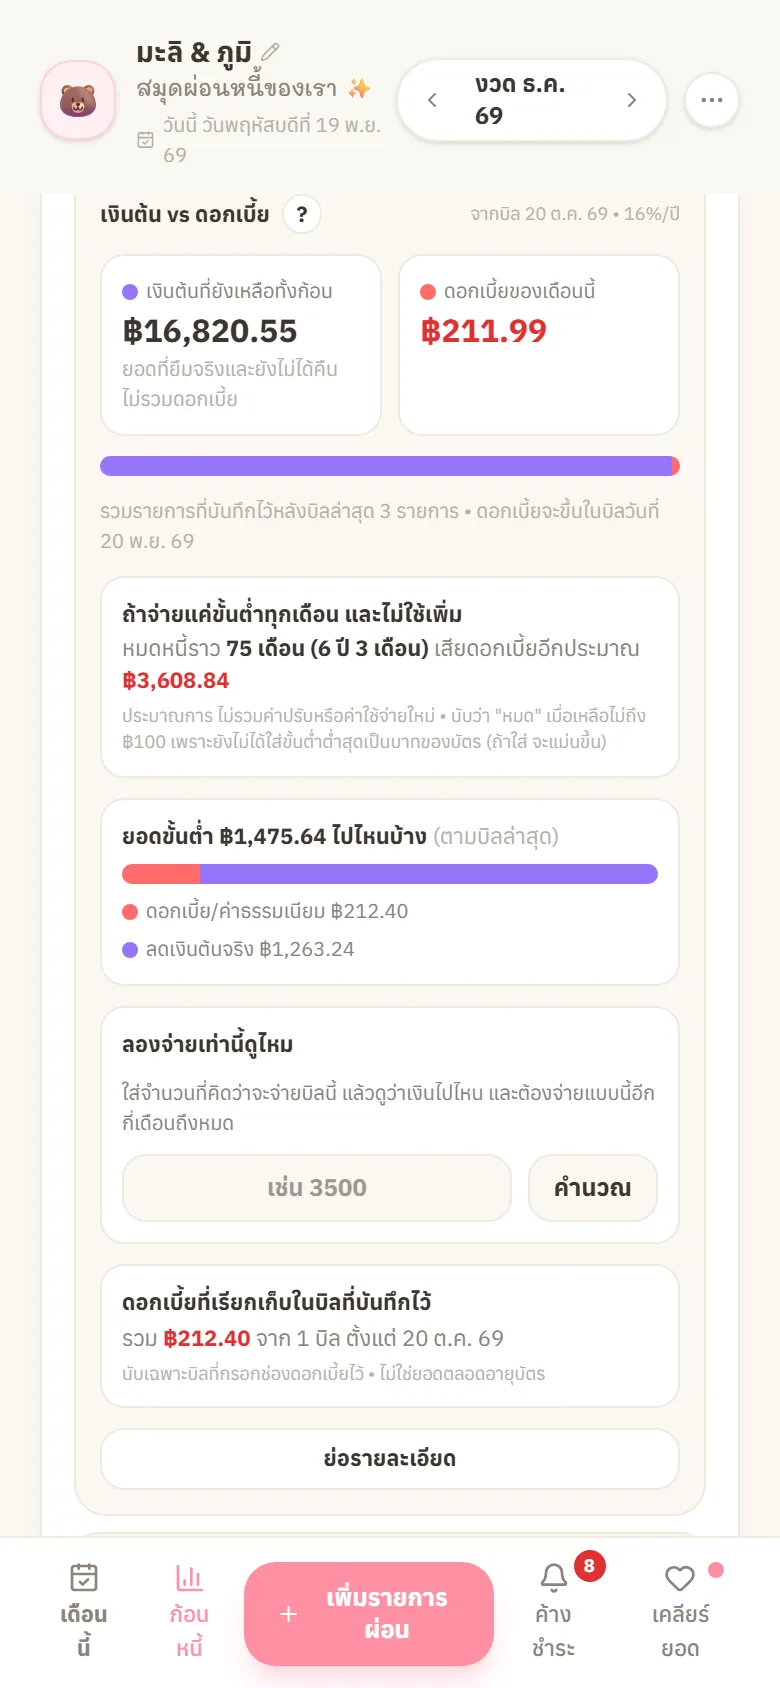 มะลิ & ภูมิ
สมุดผ่อนหนี้ของเรา ✨
วันนี้ วันพฤหัสบดีที่ 19 พ.ย.
69
งวด ธ.ค.
69
เงินต้น vs ดอกเบี้ย ?
จากบิล 20 ต.ค. 69 • 16%/ปี
เงินต้นที่ยังเหลือทั้งก้อน
฿16,820.55
ยอดที่ยืมจริงและยังไม่ได้คืน
ไม่รวมดอกเบี้ย
ดอกเบี้ยของเดือนนี้
฿211.99
รวมรายการที่บันทึกไว้หลังบิลล่าสุด 3 รายการ • ดอกเบี้ยจะขึ้นในบิลวันที่
20 พ.ย. 69
ถ้าจ่ายแค่ขั้นต่ำทุกเดือน และไม่ใช้เพิ่ม
หมดหนี้ราว 75 เดือน (6 ปี 3 เดือน) เสียดอกเบี้ยอีกประมาณ
฿3,608.84
ประมาณการ ไม่รวมค่าปรับหรือค่าใช้จ่ายใหม่ • นับว่า "หมด" เมื่อเหลือไม่ถึง
฿100 เพราะยังไม่ได้ใส่ขั้นต่ำต่ำสุดเป็นบาทของบัตร (ถ้าใส่ จะแม่นขึ้น)
ยอดขั้นต่ำ ฿1,475.64 ไปไหนบ้าง (ตามบิลล่าสุด)
ดอกเบี้ย/ค่าธรรมเนียม ฿212.40
ลดเงินต้นจริง ฿1,263.24
ลองจ่ายเท่านี้ดูไหม
ใส่จำนวนที่คิดว่าจะจ่ายบิลนี้ แล้วดูว่าเงินไปไหน และต้องจ่ายแบบนี้อีก
กี่เดือนถึงหมด
เช่น 3500
คำนวณ
ดอกเบี้ยที่เรียกเก็บในบิลที่บันทึกไว้
รวม ฿212.40 จาก 1 บิล ตั้งแต่ 20 ต.ค. 69
นับเฉพาะบิลที่กรอกช่องดอกเบี้ยไว้ • ไม่ใช่ยอดตลอดอายุบัตร
ย่อรายละเอียด
เดือน
นี้
ก้อน
หนี้
+ เพิ่มรายการ
ผ่อน
8
ค้าง
ชำระ
เคลียร์
ยอด